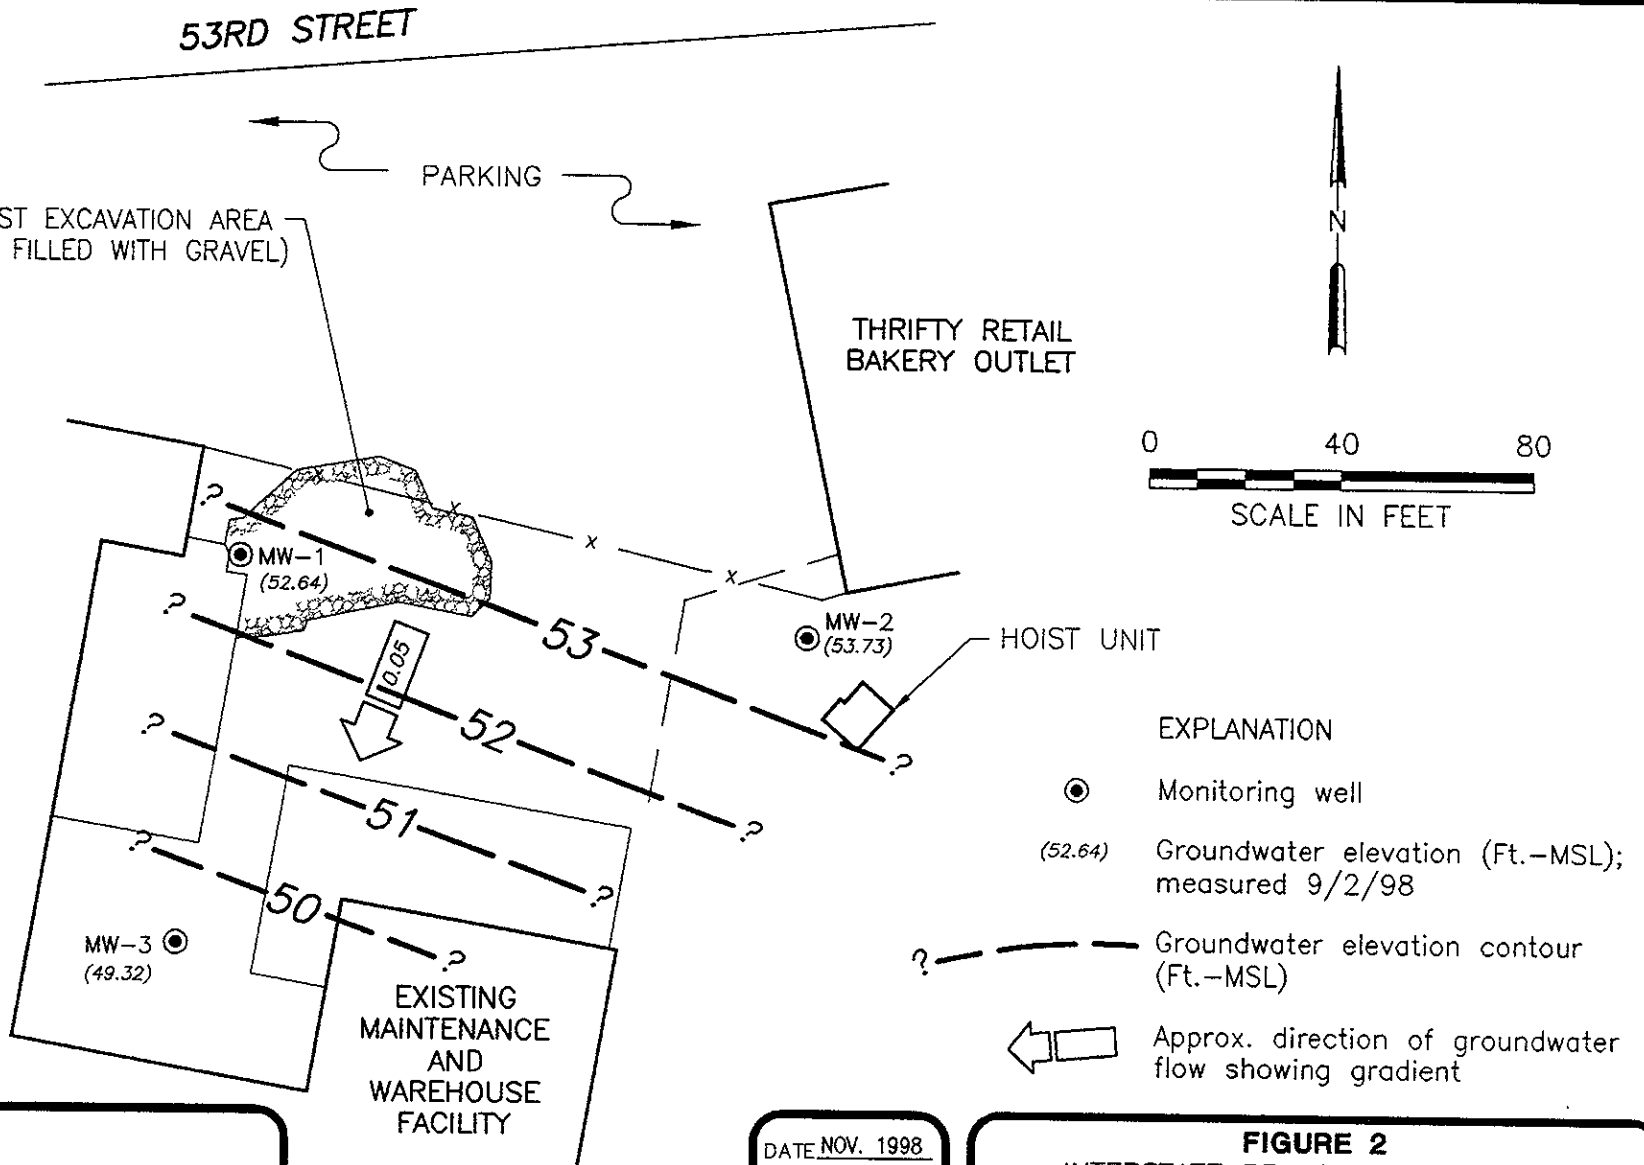 53RD STREET
PARKING
ST EXCAVATION AREA
FILLED WITH GRAVEL)
N
THRIFTY RETAIL
BAKERY OUTLET
0 40 80
SCALE IN FEET
?
x
x
x
MW-1
(52.64)
?
53
MW-2
(53.73)
HOIST UNIT
0.05
?
52
?
?
51
?
?
50
?
?
MW-3
(49.32)
EXISTING
MAINTENANCE
AND
WAREHOUSE
FACILITY
EXPLANATION
Monitoring well
(52.64) Groundwater elevation (Ft.-MSL);
measured 9/2/98
? Groundwater elevation contour
(Ft.-MSL)
Approx. direction of groundwater
flow showing gradient
DATE NOV. 1998
FIGURE 2